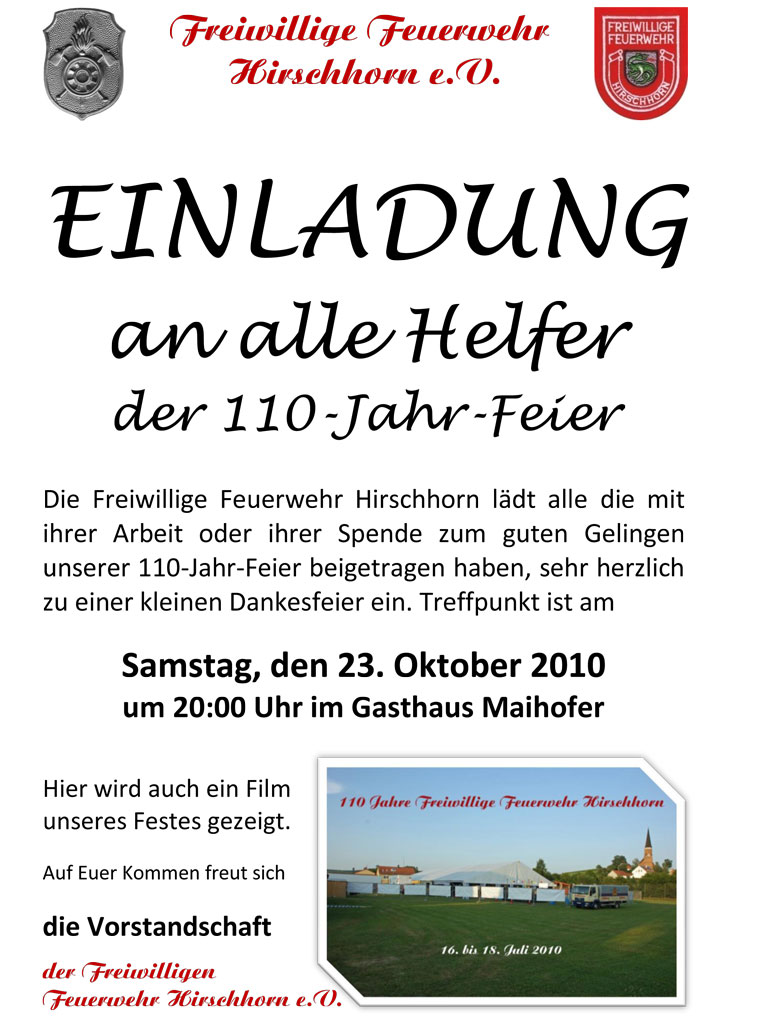 Freiwillige Feuerwehr
Hirschhorn e.V.
FREIWILLIGE
FEUERWEHR
HIRSCHHORN
EINLADUNG
an alle Helfer
der 110-Jahr-Feier
Die Freiwillige Feuerwehr Hirschhorn lädt alle die mit
ihrer Arbeit oder ihrer Spende zum guten Gelingen
unserer 110-Jahr-Feier beigetragen haben, sehr herzlich
zu einer kleinen Dankesfeier ein. Treffpunkt ist am
Samstag, den 23. Oktober 2010
um 20:00 Uhr im Gasthaus Maihofer
Hier wird auch ein Film
unseres Festes gezeigt.
Auf Euer Kommen freut sich
die Vorstandschaft
der Freiwilligen
Feuerwehr Hirschhorn e.V.
110 Jahre Freiwillige Feuerwehr Hirschhorn
16. bis 18. Juli 2010